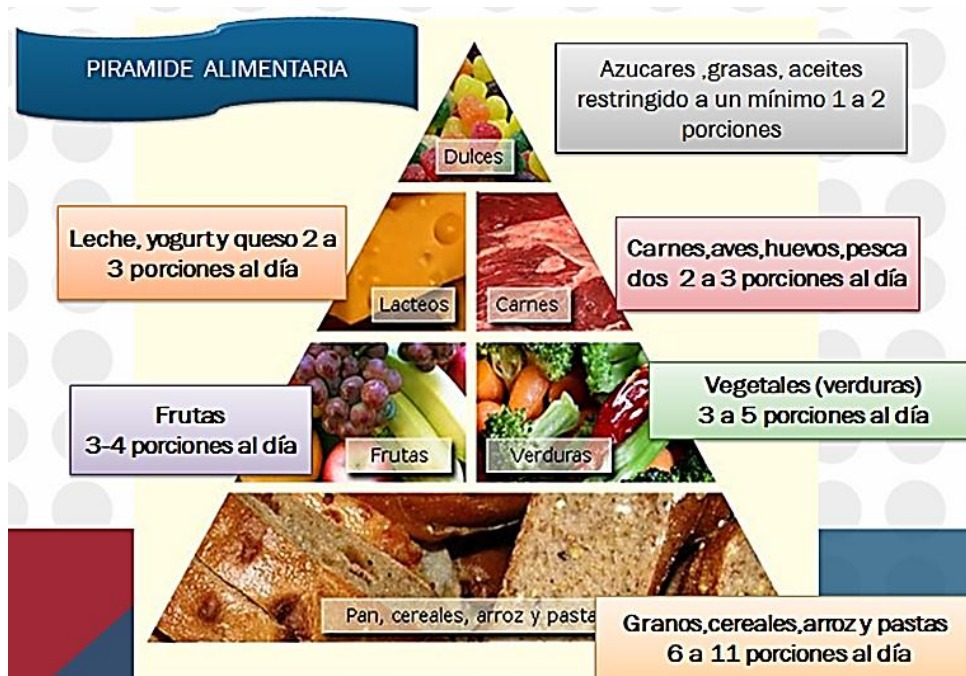 PIRAMIDE ALIMENTARIA
Azucares ,grasas, aceites
restringido a un mínimo 1 a 2
porciones
Dulces
Leche, yogurt y queso 2 a
3 porciones al día
Carnes,aves,huevos,pesca
dos 2 a 3 porciones al día
Lacteos
Carnes
Frutas
3-4 porciones al día
Vegetales (verduras)
3 a 5 porciones al día
Frutas
Verduras
Pan, cereales, arroz y pasta
Granos,cereales,arroz y pastas
6 a 11 porciones al día